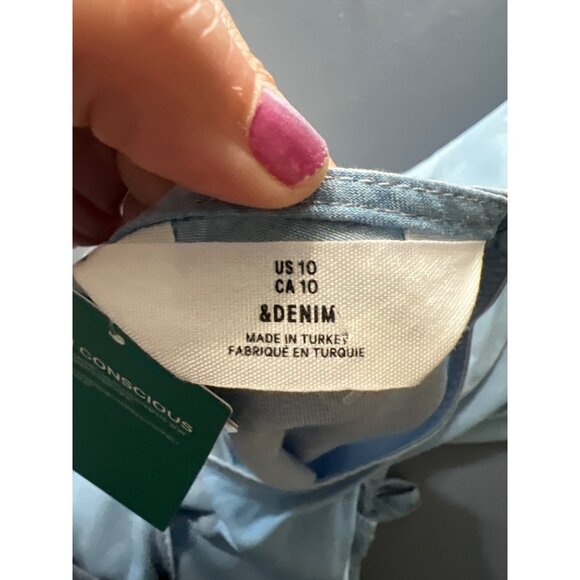 US 10
CA 10
&DENIM
MADE IN TURKEY
FABRIQUÉ EN TURQUIE
CONSCIOUS